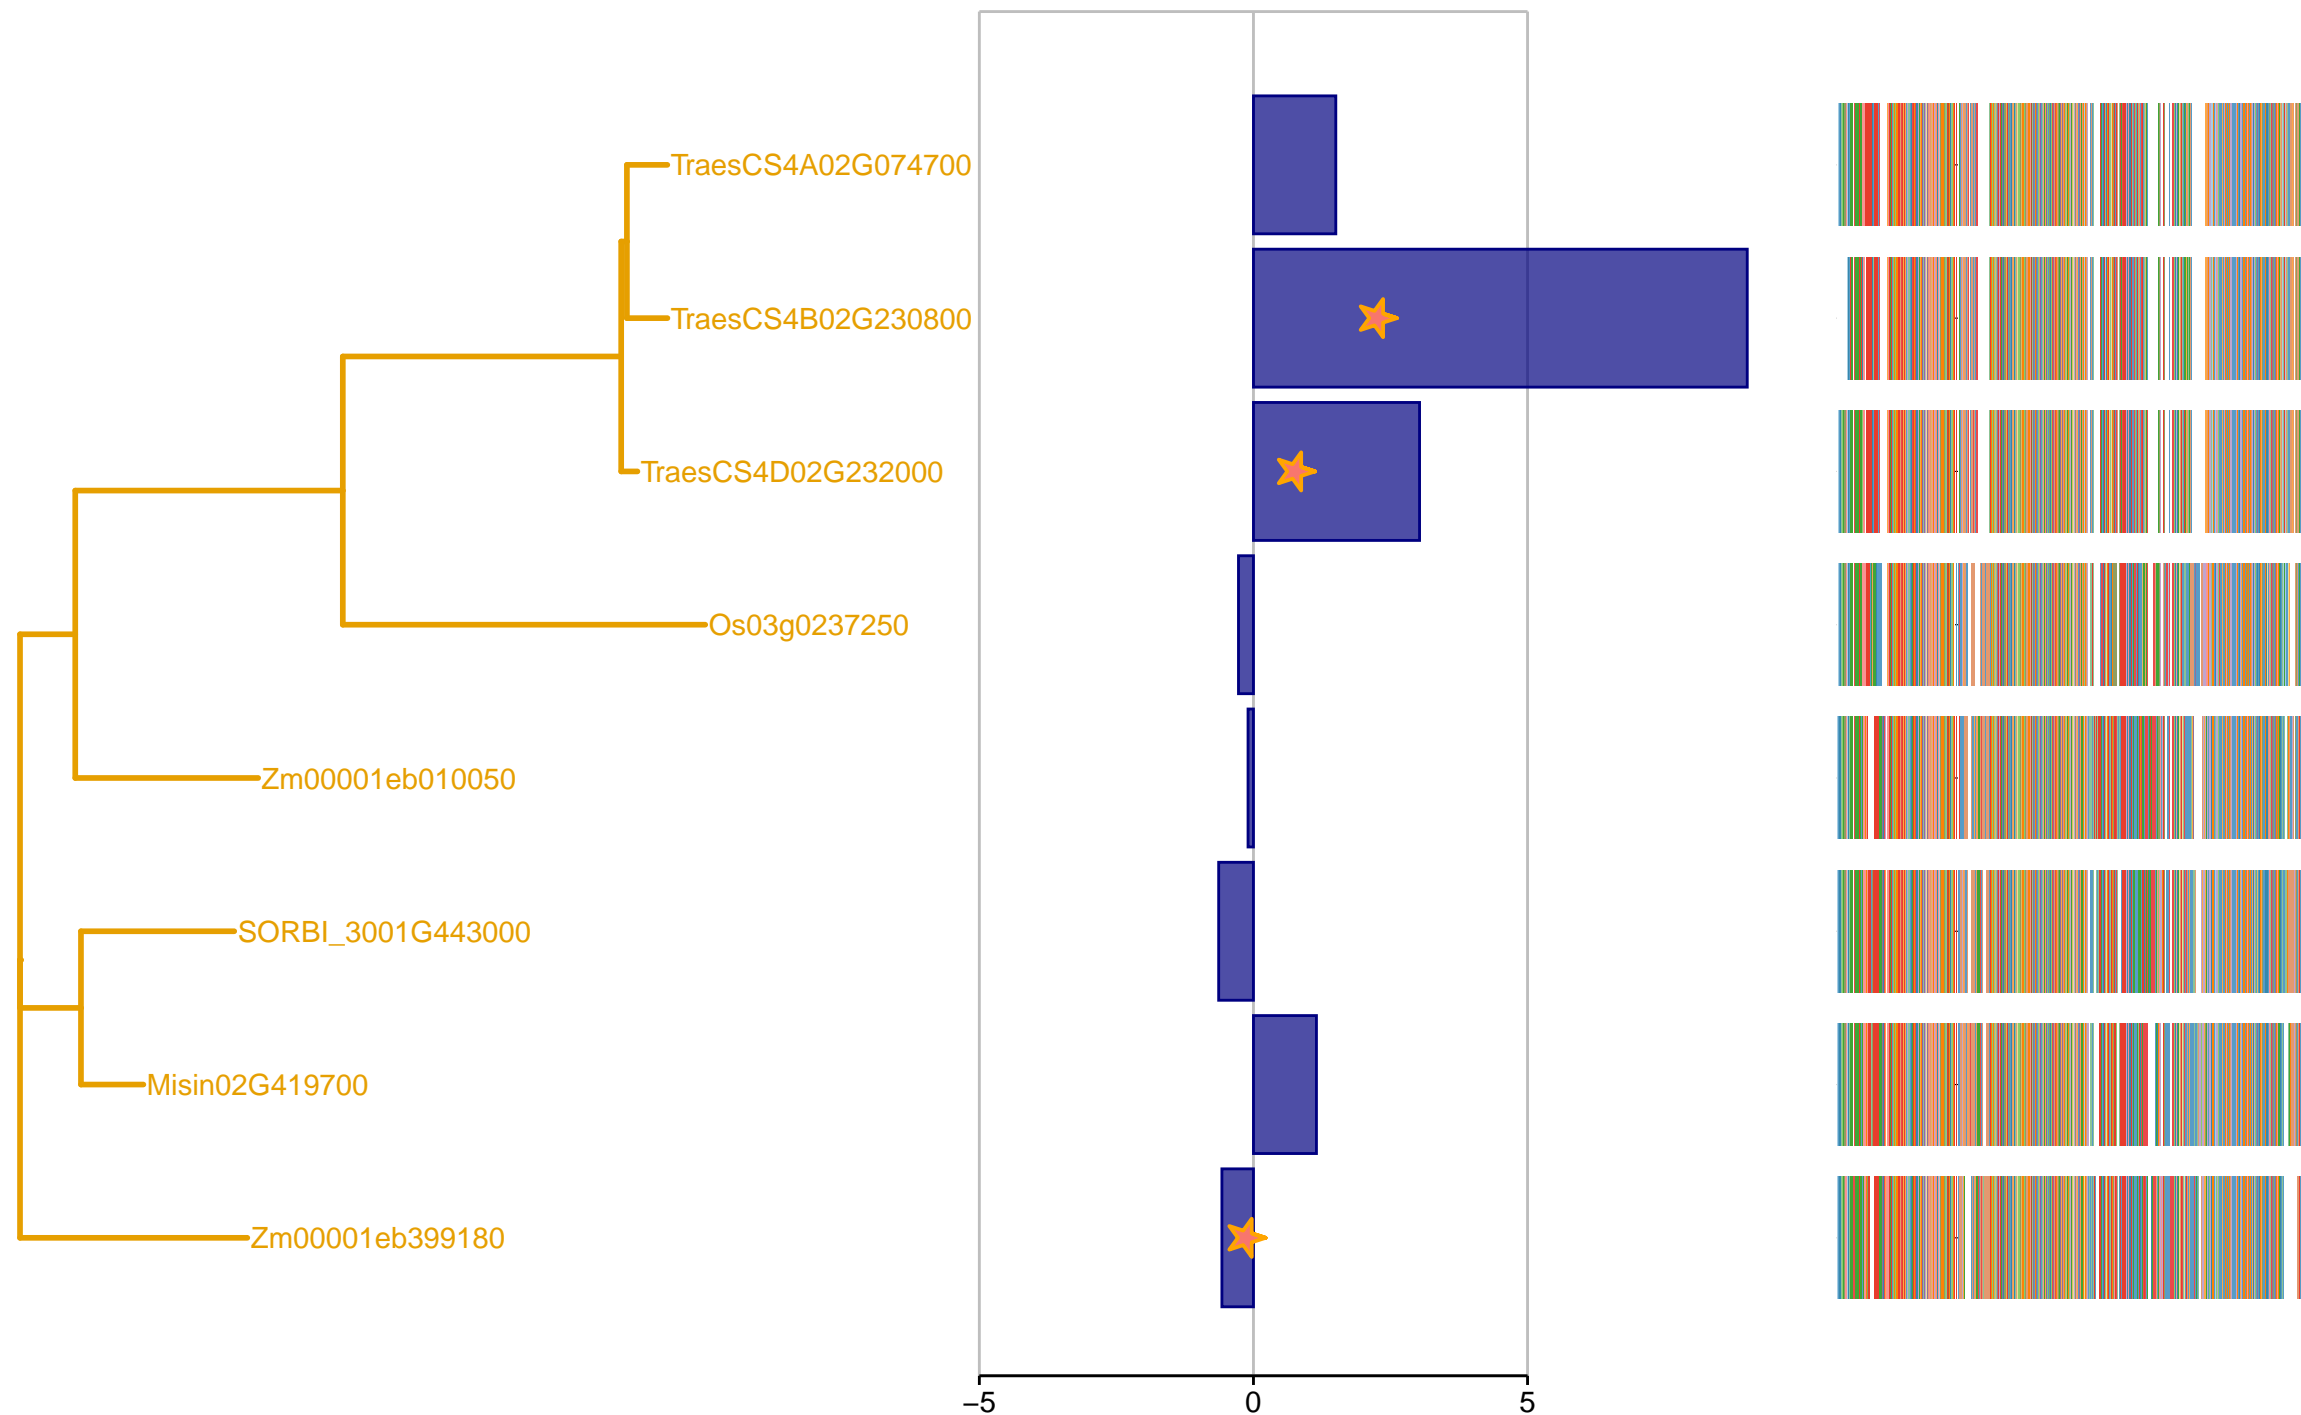 TraesCS4A02G074700
TraesCS4B02G230800
TraesCS4D02G232000
Os03g0237250
Zm00001eb010050
SORBI_3001G443000
Misin02G419700
Zm00001eb399180
−5 0 5